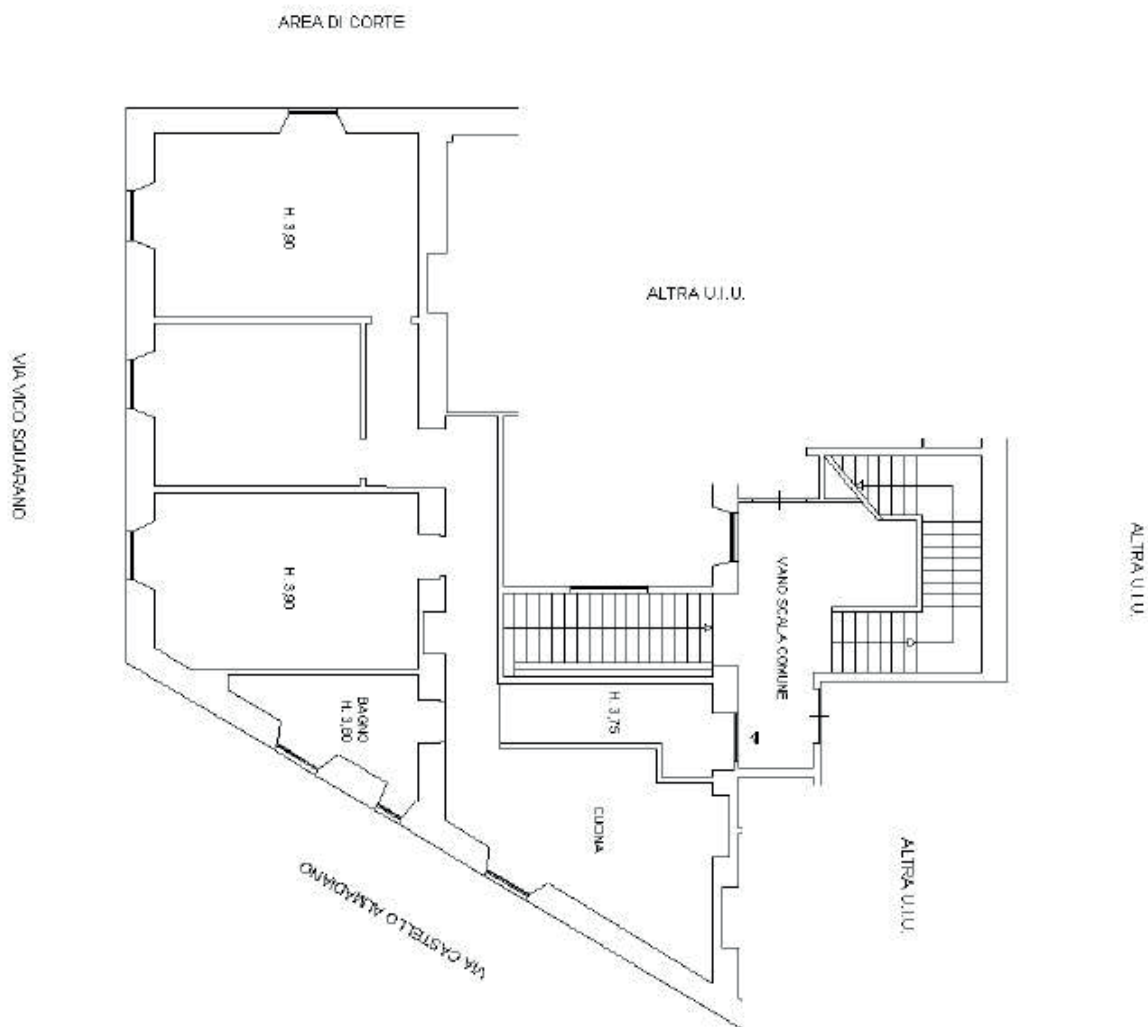 AREA DI CORTE
H. 3,90
ALTRA U.I.U.
VIA VICO SQUARANO
VANO SCALA COMUNE
ALTRA U.I.U.
H. 3,90
H. 3,75
BAGNO
H. 3,80
CUCINA
ALTRA U.I.U.
VIA CASTELLO ALMADIANO